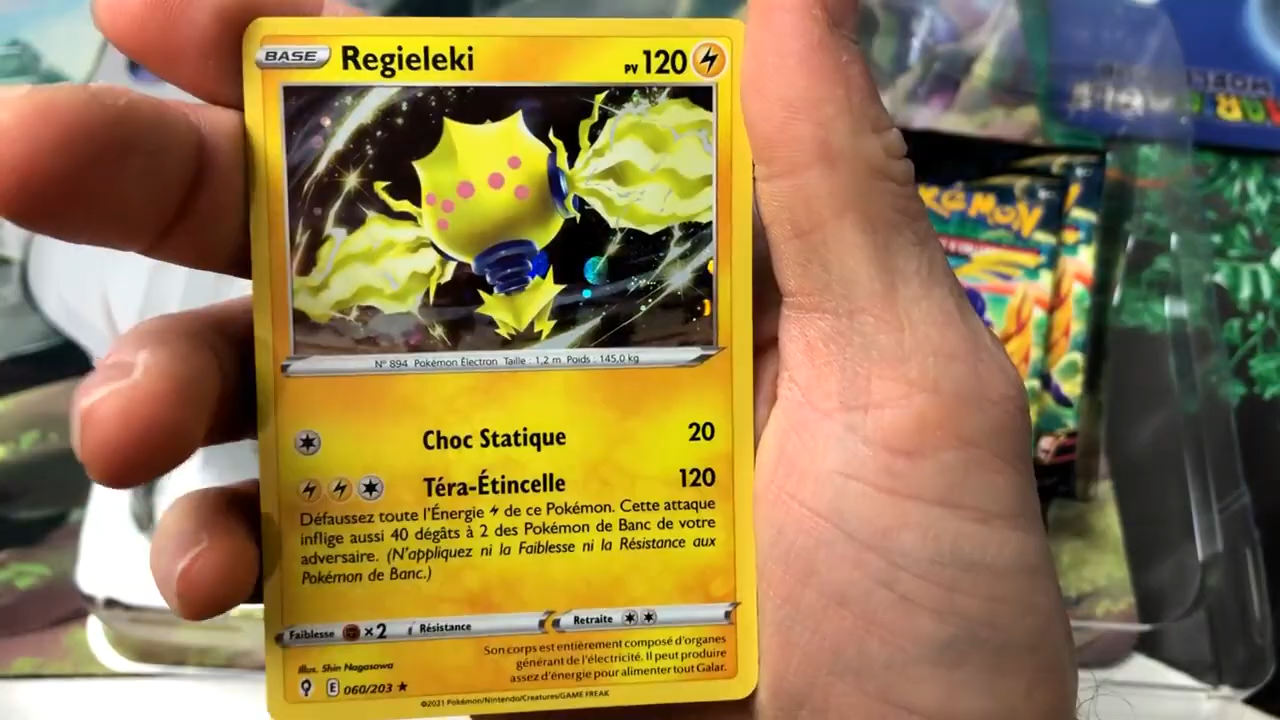 BASE Regieleki PV 120
N° 894 Pokémon Électron Taille : 1,2 m Poids : 145,0 kg
Choc Statique 20
Téra-Étincelle 120
Défaussez toute l'Énergie de ce Pokémon. Cette attaque
inflige aussi 40 dégâts à 2 des Pokémon de Banc de votre
adversaire. (N'appliquez ni la Faiblesse ni la Résistance aux
Pokémon de Banc.)
Faiblesse ×2 Résistance Retraite
Illus. Shin Nagasawa
Son corps est entièrement composé d'organes
générant de l'électricité. Il peut produire
assez d'énergie pour alimenter tout Galar.
E 060/203 ★
©2021 Pokémon/Nintendo/Creatures/GAME FREAK
POKÉMON